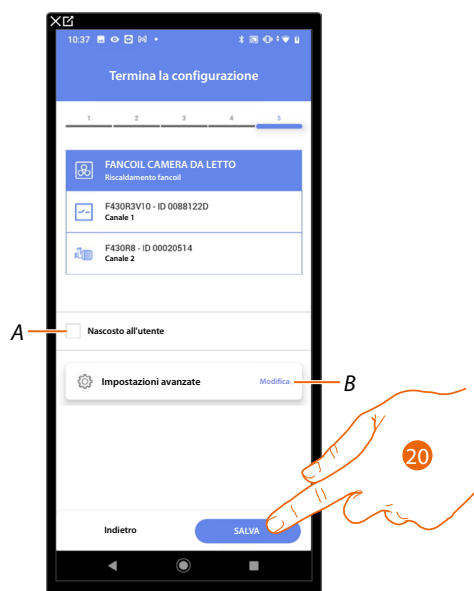 10:37
Termina la configurazione
1 2 3 4 5
FANCOIL CAMERA DA LETTO
Riscaldamento fancoil
F430R3V10 - ID 0088122D
Canale 1
F430R8 - ID 00020514
Canale 2
A
Nascosto all'utente
Impostazioni avanzate Modifica
B
20
Indietro SALVA